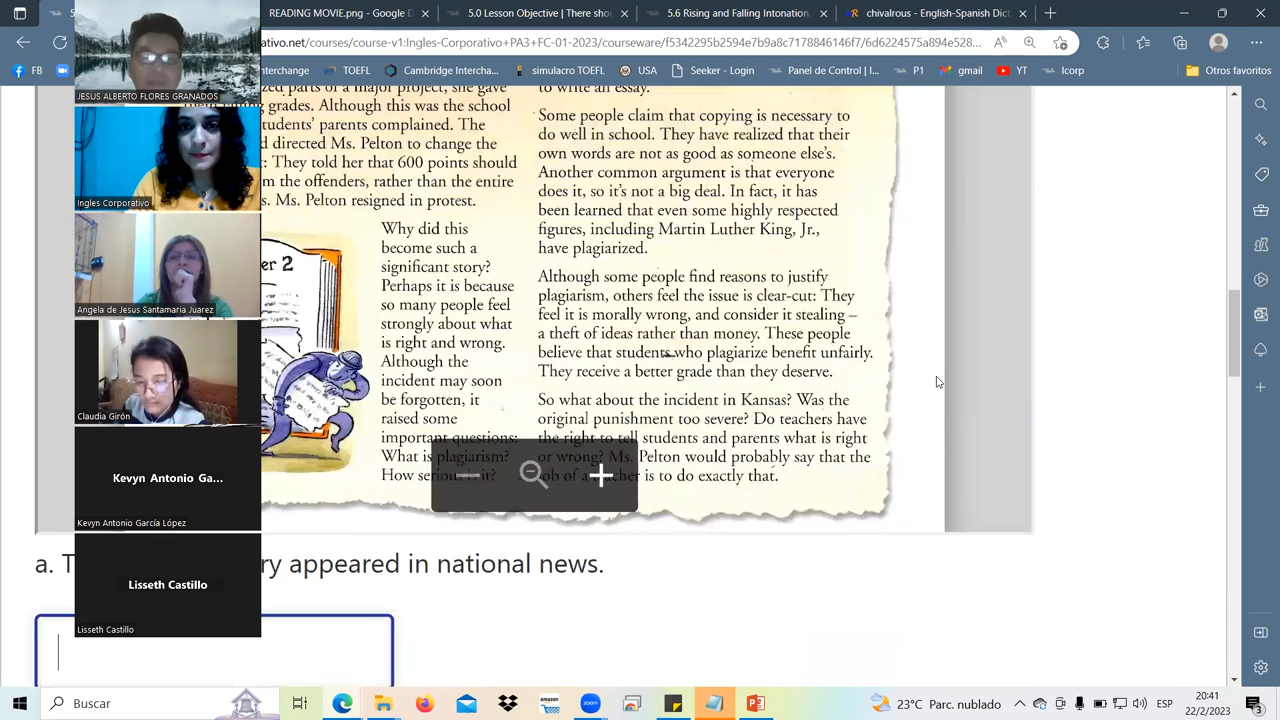 READING MOVIE.png - Google D
5.0 Lesson Objective | There shou
5.6 Rising and Falling Intonation
chivalrous - English-Spanish Dict
ativo.net/courses/course-v1:Ingles-Corporativo+PA3+FC-01-2023/courseware/f5342295b2594e7b9a8c7178846146f7/6d6224575a894e528...
FB
terchange
TOEFL
Cambridge Intercha...
simulacro TOEFL
USA
Seeker - Login
Panel de Control | I...
P1
gmail
YT
Icorp
Otros favoritos
JESUS ALBERTO FLORES GRANADOS
Ingles Corporativo
Angela de Jesus Santamaria Juarez
Claudia Girón
Kevyn Antonio Ga...
Kevyn Antonio García López
Lisseth Castillo
Lisseth Castillo
zed parts of a major project, she gave
grades. Although this was the school
tudents' parents complained. The
d directed Ms. Pelton to change the
: They told her that 600 points should
m the offenders, rather than the entire
s. Ms. Pelton resigned in protest.
er 2
Why did this
become such a
significant story?
Perhaps it is because
so many people feel
strongly about what
is right and wrong.
Although the
incident may soon
be forgotten, it
raised some
important questions:
What is plagiarism?
How serious is it?
to write an essay.
Some people claim that copying is necessary to
do well in school. They have realized that their
own words are not as good as someone else's.
Another common argument is that everyone
does it, so it's not a big deal. In fact, it has
been learned that even some highly respected
figures, including Martin Luther King, Jr.,
have plagiarized.
Although some people find reasons to justify
plagiarism, others feel the issue is clear-cut: They
feel it is morally wrong, and consider it stealing –
a theft of ideas rather than money. These people
believe that students who plagiarize benefit unfairly.
They receive a better grade than they deserve.
So what about the incident in Kansas? Was the
original punishment too severe? Do teachers have
the right to tell students and parents what is right
or wrong? Ms. Pelton would probably say that the
job of a teacher is to do exactly that.
a. T
ry appeared in national news.
Buscar
23°C Parc. nublado
ESP
20:41
22/2/2023
3